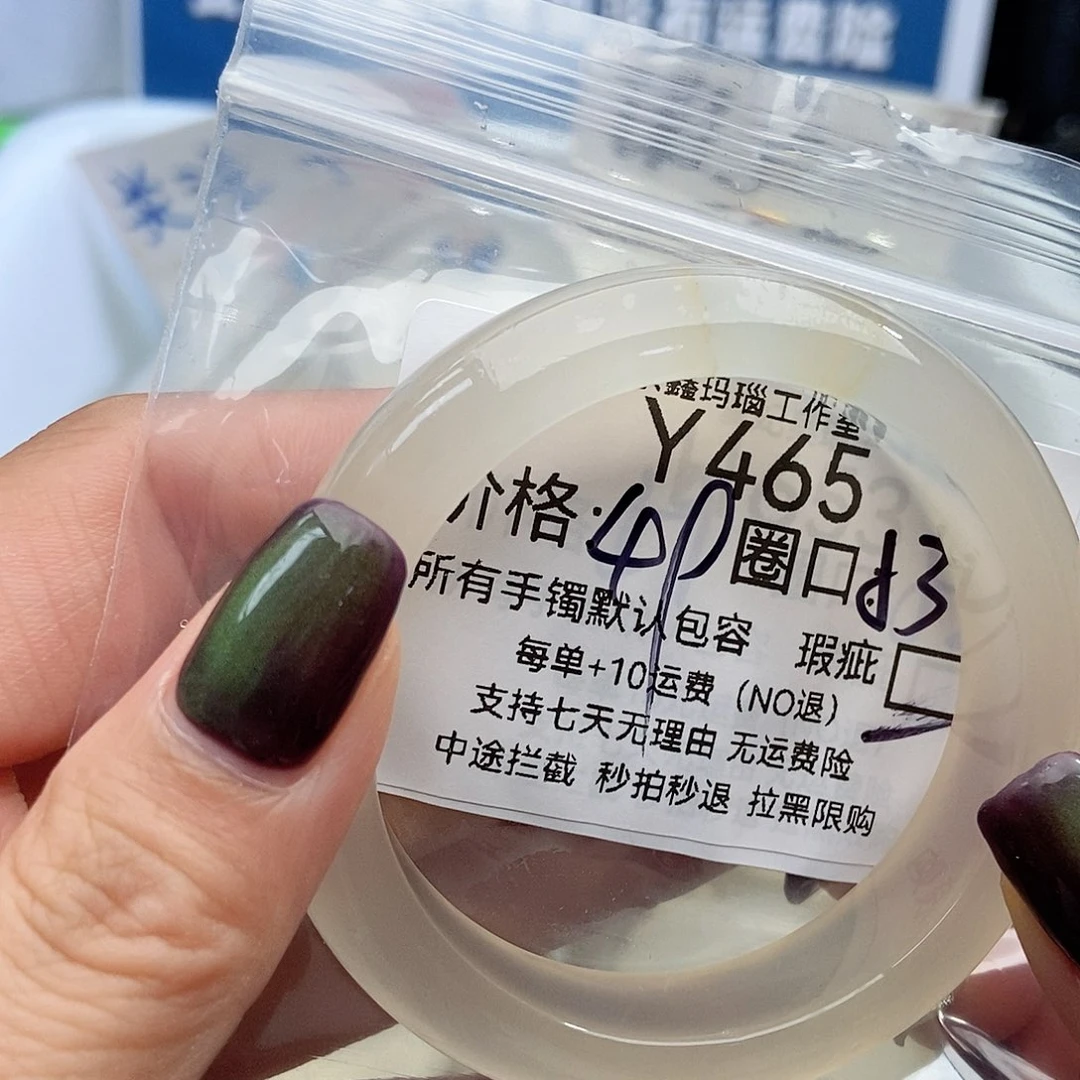 鑫玛瑙工作室
Y465
价格:40 圈口53
所有手镯默认包容 瑕疵
每单+10运费(NO退)
支持七天无理由 无运费险
中途拦截 秒拍秒退 拉黑限购